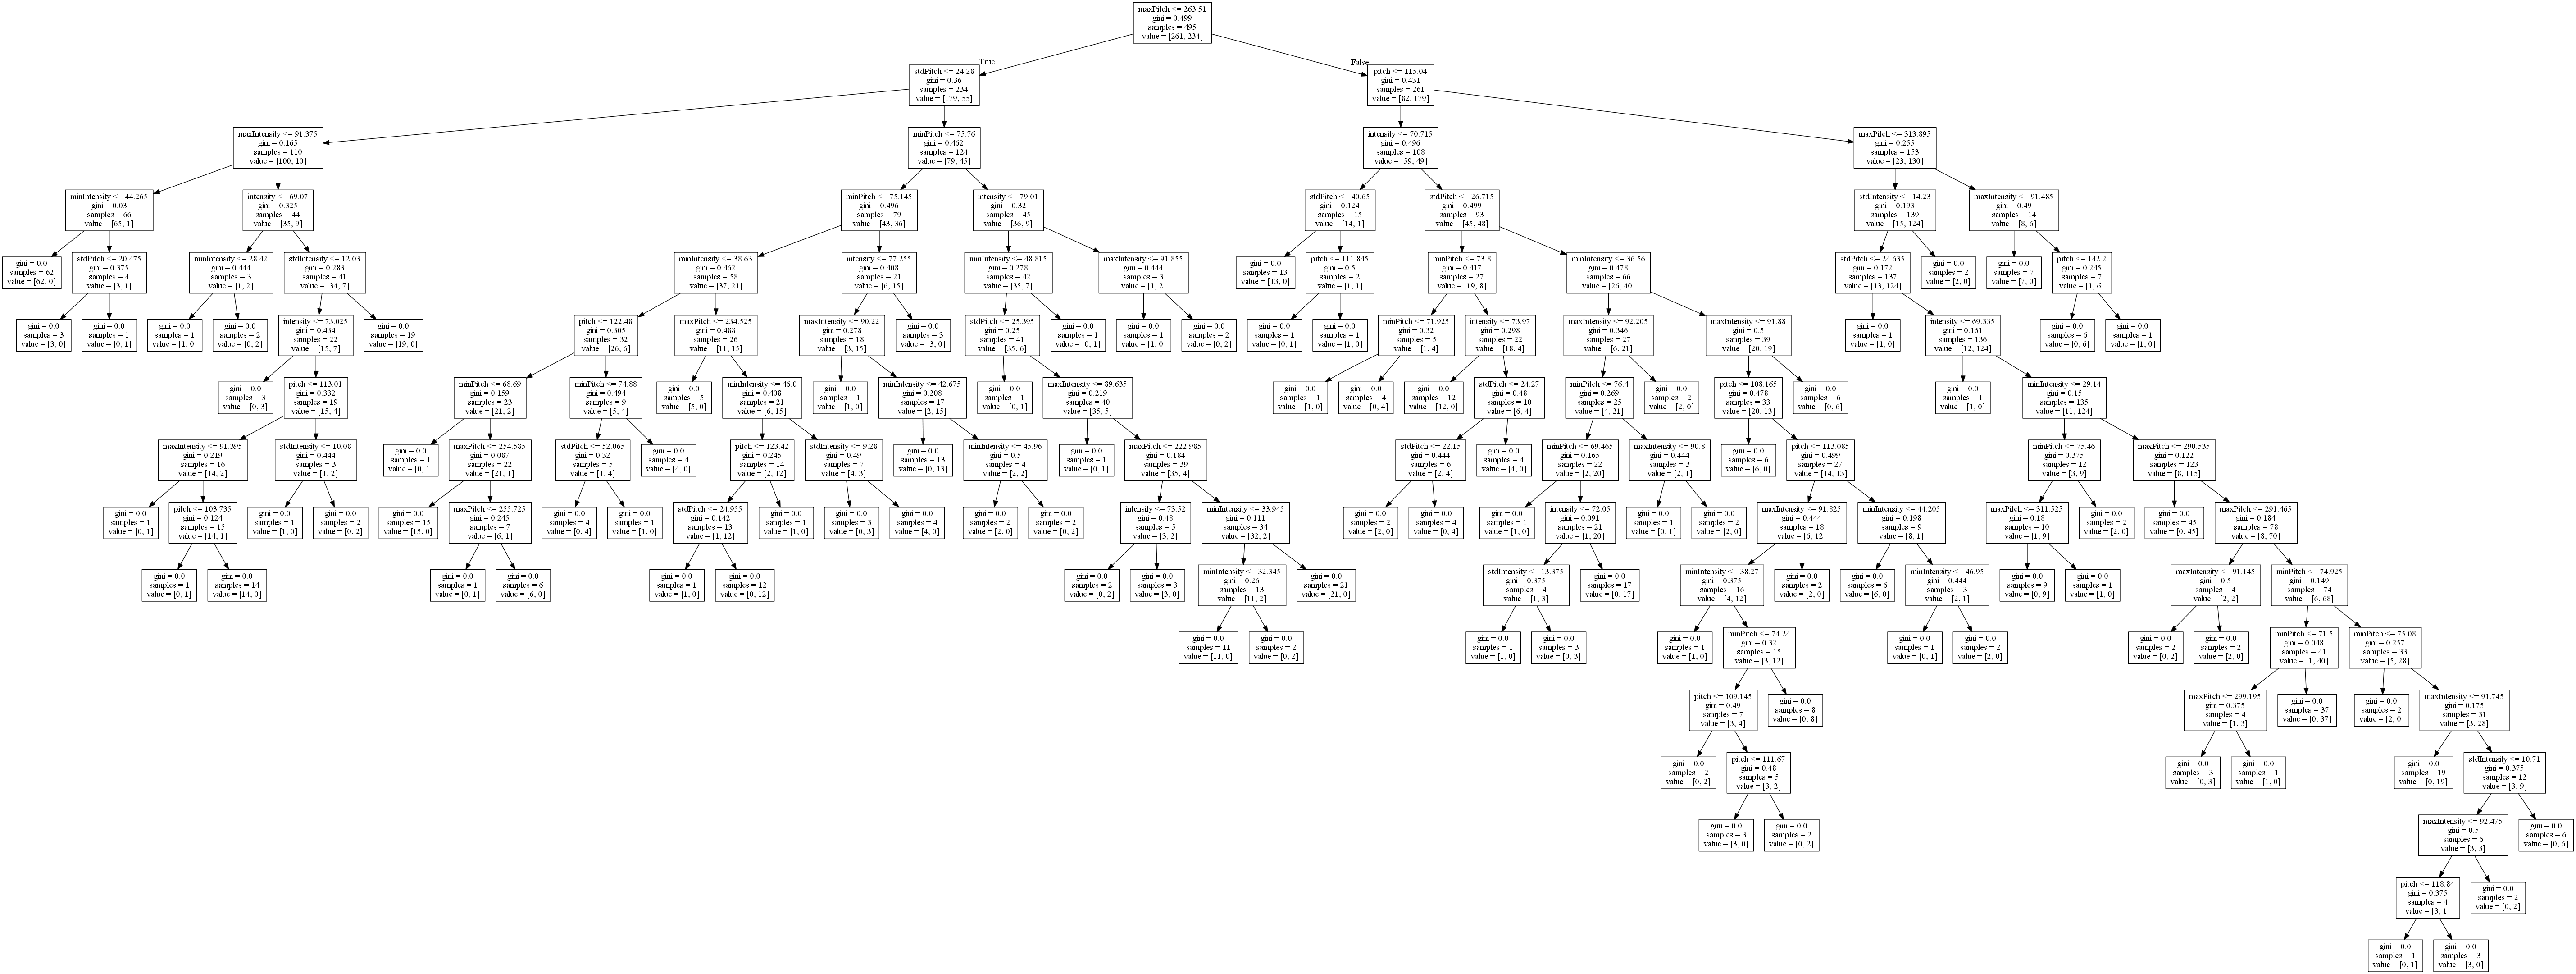 maxPitch <= 263.51
gini = 0.499
samples = 495
value = [261, 234]
True
False
stdPitch <= 24.28
gini = 0.36
samples = 234
value = [179, 55]
pitch <= 115.04
gini = 0.431
samples = 261
value = [82, 179]
maxIntensity <= 91.375
gini = 0.165
samples = 110
value = [100, 10]
minPitch <= 75.76
gini = 0.462
samples = 124
value = [79, 45]
intensity <= 70.715
gini = 0.496
samples = 108
value = [59, 49]
maxPitch <= 313.895
gini = 0.255
samples = 153
value = [23, 130]
minIntensity <= 44.265
gini = 0.03
samples = 66
value = [65, 1]
intensity <= 69.07
gini = 0.325
samples = 44
value = [35, 9]
minPitch <= 75.145
gini = 0.496
samples = 79
value = [43, 36]
intensity <= 79.01
gini = 0.32
samples = 45
value = [36, 9]
stdPitch <= 40.65
gini = 0.124
samples = 15
value = [14, 1]
stdPitch <= 26.715
gini = 0.499
samples = 93
value = [45, 48]
stdIntensity <= 14.23
gini = 0.193
samples = 139
value = [15, 124]
maxIntensity <= 91.485
gini = 0.49
samples = 14
value = [8, 6]
gini = 0.0
samples = 62
value = [62, 0]
stdPitch <= 20.475
gini = 0.375
samples = 4
value = [3, 1]
minIntensity <= 28.42
gini = 0.444
samples = 3
value = [1, 2]
stdIntensity <= 12.03
gini = 0.283
samples = 41
value = [34, 7]
minIntensity <= 38.63
gini = 0.462
samples = 58
value = [37, 21]
intensity <= 77.255
gini = 0.408
samples = 21
value = [6, 15]
minIntensity <= 48.815
gini = 0.278
samples = 42
value = [35, 7]
maxIntensity <= 91.855
gini = 0.444
samples = 3
value = [1, 2]
gini = 0.0
samples = 13
value = [13, 0]
pitch <= 111.845
gini = 0.5
samples = 2
value = [1, 1]
minPitch <= 73.8
gini = 0.417
samples = 27
value = [19, 8]
minIntensity <= 36.56
gini = 0.478
samples = 66
value = [26, 40]
stdPitch <= 24.635
gini = 0.172
samples = 137
value = [13, 124]
gini = 0.0
samples = 2
value = [2, 0]
gini = 0.0
samples = 7
value = [7, 0]
pitch <= 142.2
gini = 0.245
samples = 7
value = [1, 6]
gini = 0.0
samples = 3
value = [3, 0]
gini = 0.0
samples = 1
value = [0, 1]
gini = 0.0
samples = 1
value = [1, 0]
gini = 0.0
samples = 2
value = [0, 2]
intensity <= 73.025
gini = 0.434
samples = 22
value = [15, 7]
gini = 0.0
samples = 19
value = [19, 0]
pitch <= 122.48
gini = 0.305
samples = 32
value = [26, 6]
maxPitch <= 234.525
gini = 0.488
samples = 26
value = [11, 15]
maxIntensity <= 90.22
gini = 0.278
samples = 18
value = [3, 15]
gini = 0.0
samples = 3
value = [3, 0]
stdPitch <= 25.395
gini = 0.25
samples = 41
value = [35, 6]
gini = 0.0
samples = 1
value = [0, 1]
gini = 0.0
samples = 1
value = [1, 0]
gini = 0.0
samples = 2
value = [0, 2]
gini = 0.0
samples = 1
value = [0, 1]
gini = 0.0
samples = 1
value = [1, 0]
minPitch <= 71.925
gini = 0.32
samples = 5
value = [1, 4]
intensity <= 73.97
gini = 0.298
samples = 22
value = [18, 4]
maxIntensity <= 92.205
gini = 0.346
samples = 27
value = [6, 21]
maxIntensity <= 91.88
gini = 0.5
samples = 39
value = [20, 19]
gini = 0.0
samples = 1
value = [1, 0]
intensity <= 69.335
gini = 0.161
samples = 136
value = [12, 124]
gini = 0.0
samples = 6
value = [0, 6]
gini = 0.0
samples = 1
value = [1, 0]
gini = 0.0
samples = 3
value = [0, 3]
pitch <= 113.01
gini = 0.332
samples = 19
value = [15, 4]
minPitch <= 68.69
gini = 0.159
samples = 23
value = [21, 2]
minPitch <= 74.88
gini = 0.494
samples = 9
value = [5, 4]
gini = 0.0
samples = 5
value = [5, 0]
minIntensity <= 46.0
gini = 0.408
samples = 21
value = [6, 15]
gini = 0.0
samples = 1
value = [1, 0]
minIntensity <= 42.675
gini = 0.208
samples = 17
value = [2, 15]
gini = 0.0
samples = 1
value = [0, 1]
maxIntensity <= 89.635
gini = 0.219
samples = 40
value = [35, 5]
gini = 0.0
samples = 1
value = [1, 0]
gini = 0.0
samples = 4
value = [0, 4]
gini = 0.0
samples = 12
value = [12, 0]
stdPitch <= 24.27
gini = 0.48
samples = 10
value = [6, 4]
minPitch <= 76.4
gini = 0.269
samples = 25
value = [4, 21]
gini = 0.0
samples = 2
value = [2, 0]
pitch <= 108.165
gini = 0.478
samples = 33
value = [20, 13]
gini = 0.0
samples = 6
value = [0, 6]
gini = 0.0
samples = 1
value = [1, 0]
minIntensity <= 29.14
gini = 0.15
samples = 135
value = [11, 124]
maxIntensity <= 91.395
gini = 0.219
samples = 16
value = [14, 2]
stdIntensity <= 10.08
gini = 0.444
samples = 3
value = [1, 2]
gini = 0.0
samples = 1
value = [0, 1]
maxPitch <= 254.585
gini = 0.087
samples = 22
value = [21, 1]
stdPitch <= 52.065
gini = 0.32
samples = 5
value = [1, 4]
gini = 0.0
samples = 4
value = [4, 0]
pitch <= 123.42
gini = 0.245
samples = 14
value = [2, 12]
stdIntensity <= 9.28
gini = 0.49
samples = 7
value = [4, 3]
gini = 0.0
samples = 13
value = [0, 13]
minIntensity <= 45.96
gini = 0.5
samples = 4
value = [2, 2]
gini = 0.0
samples = 1
value = [0, 1]
maxPitch <= 222.985
gini = 0.184
samples = 39
value = [35, 4]
stdPitch <= 22.15
gini = 0.444
samples = 6
value = [2, 4]
gini = 0.0
samples = 4
value = [4, 0]
minPitch <= 69.465
gini = 0.165
samples = 22
value = [2, 20]
maxIntensity <= 90.8
gini = 0.444
samples = 3
value = [2, 1]
gini = 0.0
samples = 6
value = [6, 0]
pitch <= 113.085
gini = 0.499
samples = 27
value = [14, 13]
minPitch <= 75.46
gini = 0.375
samples = 12
value = [3, 9]
maxPitch <= 290.535
gini = 0.122
samples = 123
value = [8, 115]
gini = 0.0
samples = 1
value = [0, 1]
pitch <= 103.735
gini = 0.124
samples = 15
value = [14, 1]
gini = 0.0
samples = 1
value = [1, 0]
gini = 0.0
samples = 2
value = [0, 2]
gini = 0.0
samples = 15
value = [15, 0]
maxPitch <= 255.725
gini = 0.245
samples = 7
value = [6, 1]
gini = 0.0
samples = 4
value = [0, 4]
gini = 0.0
samples = 1
value = [1, 0]
stdPitch <= 24.955
gini = 0.142
samples = 13
value = [1, 12]
gini = 0.0
samples = 1
value = [1, 0]
gini = 0.0
samples = 3
value = [0, 3]
gini = 0.0
samples = 4
value = [4, 0]
gini = 0.0
samples = 2
value = [2, 0]
gini = 0.0
samples = 2
value = [0, 2]
intensity <= 73.52
gini = 0.48
samples = 5
value = [3, 2]
minIntensity <= 33.945
gini = 0.111
samples = 34
value = [32, 2]
gini = 0.0
samples = 2
value = [2, 0]
gini = 0.0
samples = 4
value = [0, 4]
gini = 0.0
samples = 1
value = [1, 0]
intensity <= 72.05
gini = 0.091
samples = 21
value = [1, 20]
gini = 0.0
samples = 1
value = [0, 1]
gini = 0.0
samples = 2
value = [2, 0]
maxIntensity <= 91.825
gini = 0.444
samples = 18
value = [6, 12]
minIntensity <= 44.205
gini = 0.198
samples = 9
value = [8, 1]
maxPitch <= 311.525
gini = 0.18
samples = 10
value = [1, 9]
gini = 0.0
samples = 2
value = [2, 0]
gini = 0.0
samples = 45
value = [0, 45]
maxPitch <= 291.465
gini = 0.184
samples = 78
value = [8, 70]
gini = 0.0
samples = 1
value = [0, 1]
gini = 0.0
samples = 14
value = [14, 0]
gini = 0.0
samples = 1
value = [0, 1]
gini = 0.0
samples = 6
value = [6, 0]
gini = 0.0
samples = 1
value = [1, 0]
gini = 0.0
samples = 12
value = [0, 12]
gini = 0.0
samples = 2
value = [0, 2]
gini = 0.0
samples = 3
value = [3, 0]
minIntensity <= 32.345
gini = 0.26
samples = 13
value = [11, 2]
gini = 0.0
samples = 21
value = [21, 0]
stdIntensity <= 13.375
gini = 0.375
samples = 4
value = [1, 3]
gini = 0.0
samples = 17
value = [0, 17]
minIntensity <= 38.27
gini = 0.375
samples = 16
value = [4, 12]
gini = 0.0
samples = 2
value = [2, 0]
gini = 0.0
samples = 6
value = [6, 0]
minIntensity <= 46.95
gini = 0.444
samples = 3
value = [2, 1]
gini = 0.0
samples = 9
value = [0, 9]
gini = 0.0
samples = 1
value = [1, 0]
maxIntensity <= 91.145
gini = 0.5
samples = 4
value = [2, 2]
minPitch <= 74.925
gini = 0.149
samples = 74
value = [6, 68]
gini = 0.0
samples = 11
value = [11, 0]
gini = 0.0
samples = 2
value = [0, 2]
gini = 0.0
samples = 1
value = [1, 0]
gini = 0.0
samples = 3
value = [0, 3]
gini = 0.0
samples = 1
value = [1, 0]
minPitch <= 74.24
gini = 0.32
samples = 15
value = [3, 12]
gini = 0.0
samples = 1
value = [0, 1]
gini = 0.0
samples = 2
value = [2, 0]
gini = 0.0
samples = 2
value = [0, 2]
gini = 0.0
samples = 2
value = [2, 0]
minPitch <= 71.5
gini = 0.048
samples = 41
value = [1, 40]
minPitch <= 75.08
gini = 0.257
samples = 33
value = [5, 28]
pitch <= 109.145
gini = 0.49
samples = 7
value = [3, 4]
gini = 0.0
samples = 8
value = [0, 8]
maxPitch <= 299.195
gini = 0.375
samples = 4
value = [1, 3]
gini = 0.0
samples = 37
value = [0, 37]
gini = 0.0
samples = 2
value = [2, 0]
maxIntensity <= 91.745
gini = 0.175
samples = 31
value = [3, 28]
gini = 0.0
samples = 2
value = [0, 2]
pitch <= 111.67
gini = 0.48
samples = 5
value = [3, 2]
gini = 0.0
samples = 3
value = [0, 3]
gini = 0.0
samples = 1
value = [1, 0]
gini = 0.0
samples = 19
value = [0, 19]
stdIntensity <= 10.71
gini = 0.375
samples = 12
value = [3, 9]
gini = 0.0
samples = 3
value = [3, 0]
gini = 0.0
samples = 2
value = [0, 2]
maxIntensity <= 92.475
gini = 0.5
samples = 6
value = [3, 3]
gini = 0.0
samples = 6
value = [0, 6]
pitch <= 118.84
gini = 0.375
samples = 4
value = [3, 1]
gini = 0.0
samples = 2
value = [0, 2]
gini = 0.0
samples = 1
value = [0, 1]
gini = 0.0
samples = 3
value = [3, 0]